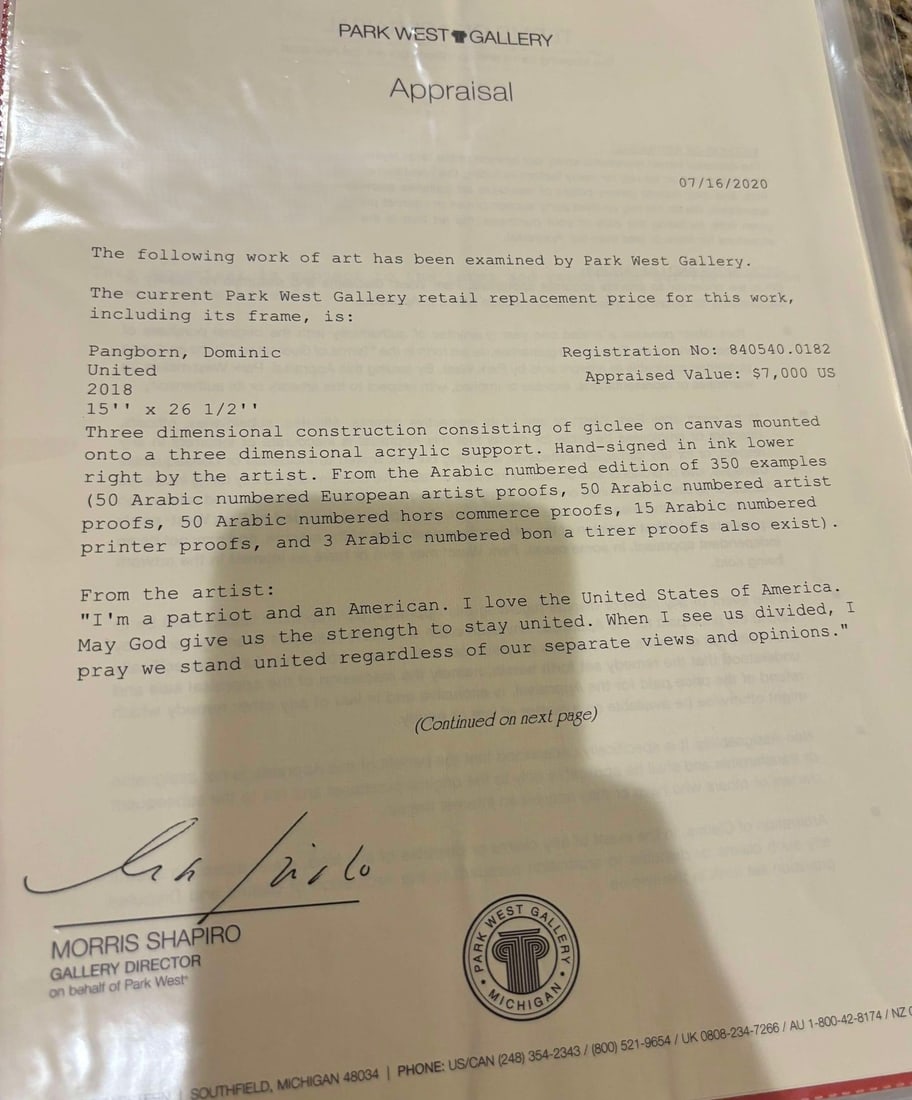 PARK WEST GALLERY
Appraisal
07/16/2020
The following work of art has been examined by Park West Gallery.
The current Park West Gallery retail replacement price for this work,
including its frame, is:
Pangborn, Dominic
Registration No: 840540.0182
United
Appraised Value: $7,000 US
2018
15'' x 26 1/2''
Three dimensional construction consisting of giclee on canvas mounted
onto a three dimensional acrylic support. Hand-signed in ink lower
right by the artist. From the Arabic numbered edition of 350 examples
(50 Arabic numbered European artist proofs, 50 Arabic numbered artist
proofs, 50 Arabic numbered hors commerce proofs, 15 Arabic numbered
printer proofs, and 3 Arabic numbered bon a tirer proofs also exist).
From the artist:
"I'm a patriot and an American. I love the United States of America.
May God give us the strength to stay united. When I see us divided, I
pray we stand united regardless of our separate views and opinions."
(Continued on next page)
MORRIS SHAPIRO
GALLERY DIRECTOR
on behalf of Park West
PARK WEST GALLERY
MICHIGAN
SOUTHFIELD, MICHIGAN 48034 | PHONE: US/CAN (248) 354-2343 / (800) 521-9654 / UK 0808-234-7266 / AU 1-800-42-8174 / NZ